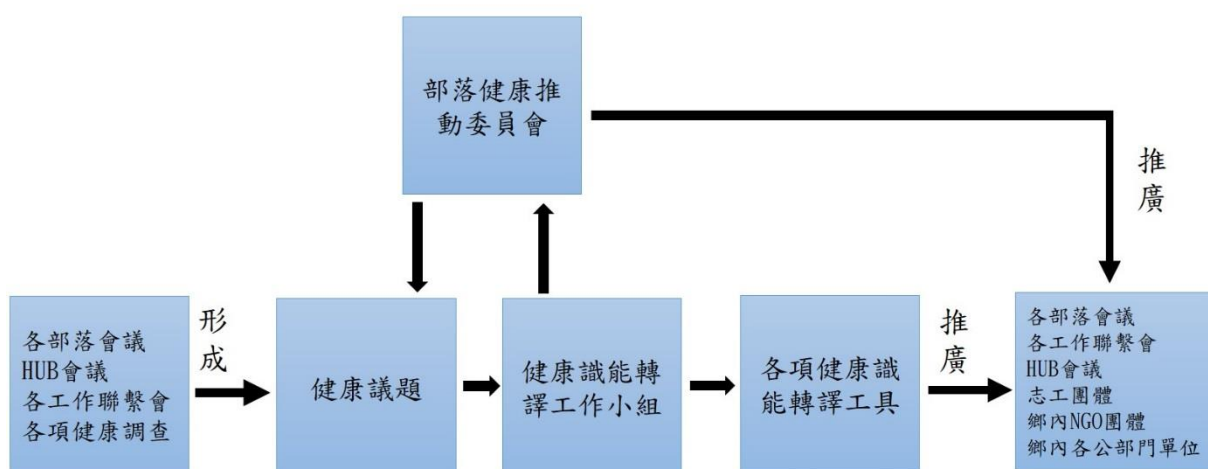 部落健康推
動委員會
推
廣
各部落會議
HUB會議
各工作聯繫會
各項健康調查
形
成
健康議題
健康識能轉
譯工作小組
各項健康識
能轉譯工具
推
廣
各部落會議
各工作聯繫會
HUB會議
志工團體
鄉內NGO團體
鄉內各公部門單位